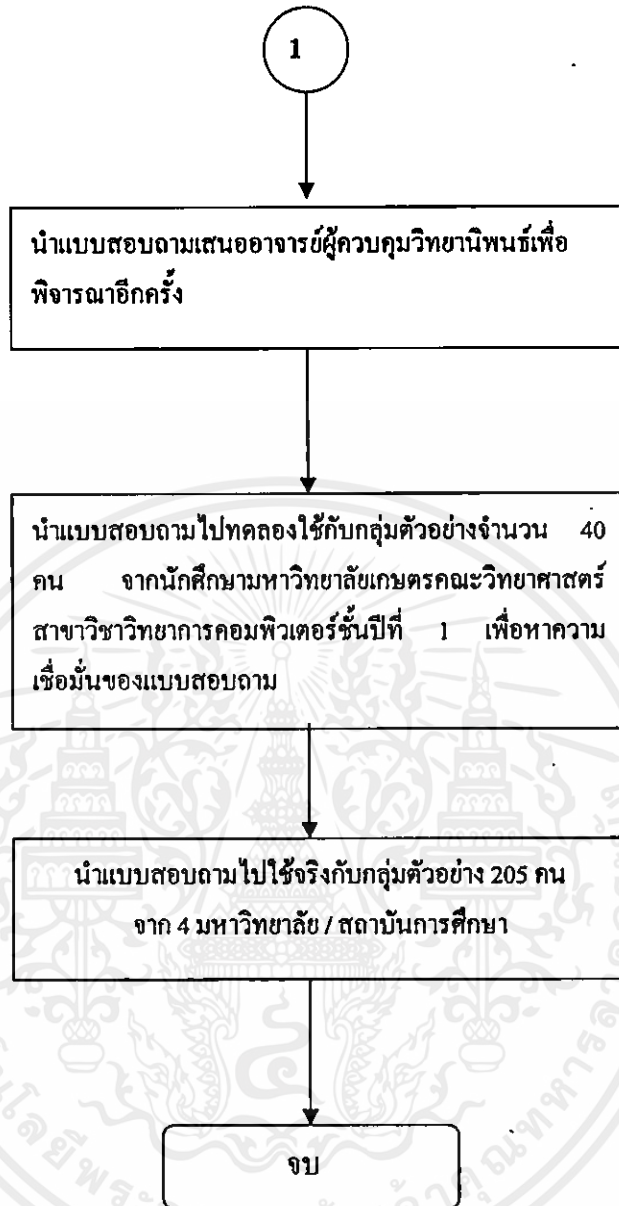 1
นำแบบสอบถามเสนออาจารย์ผู้ควบคุมวิทยานิพนธ์เพื่อ
พิจารณาอีกครั้ง
นำแบบสอบถามไปทดลองใช้กับกลุ่มตัวอย่างจำนวน 40
คน จากนักศึกษามหาวิทยาลัยเกษตรคณะวิทยาศาสตร์
สาขาวิชาวิทยาการคอมพิวเตอร์ชั้นปีที่ 1 เพื่อหาความ
เชื่อมั่นของแบบสอบถาม
นำแบบสอบถามไปใช้จริงกับกลุ่มตัวอย่าง 205 คน
จาก 4 มหาวิทยาลัย / สถาบันการศึกษา
จบ